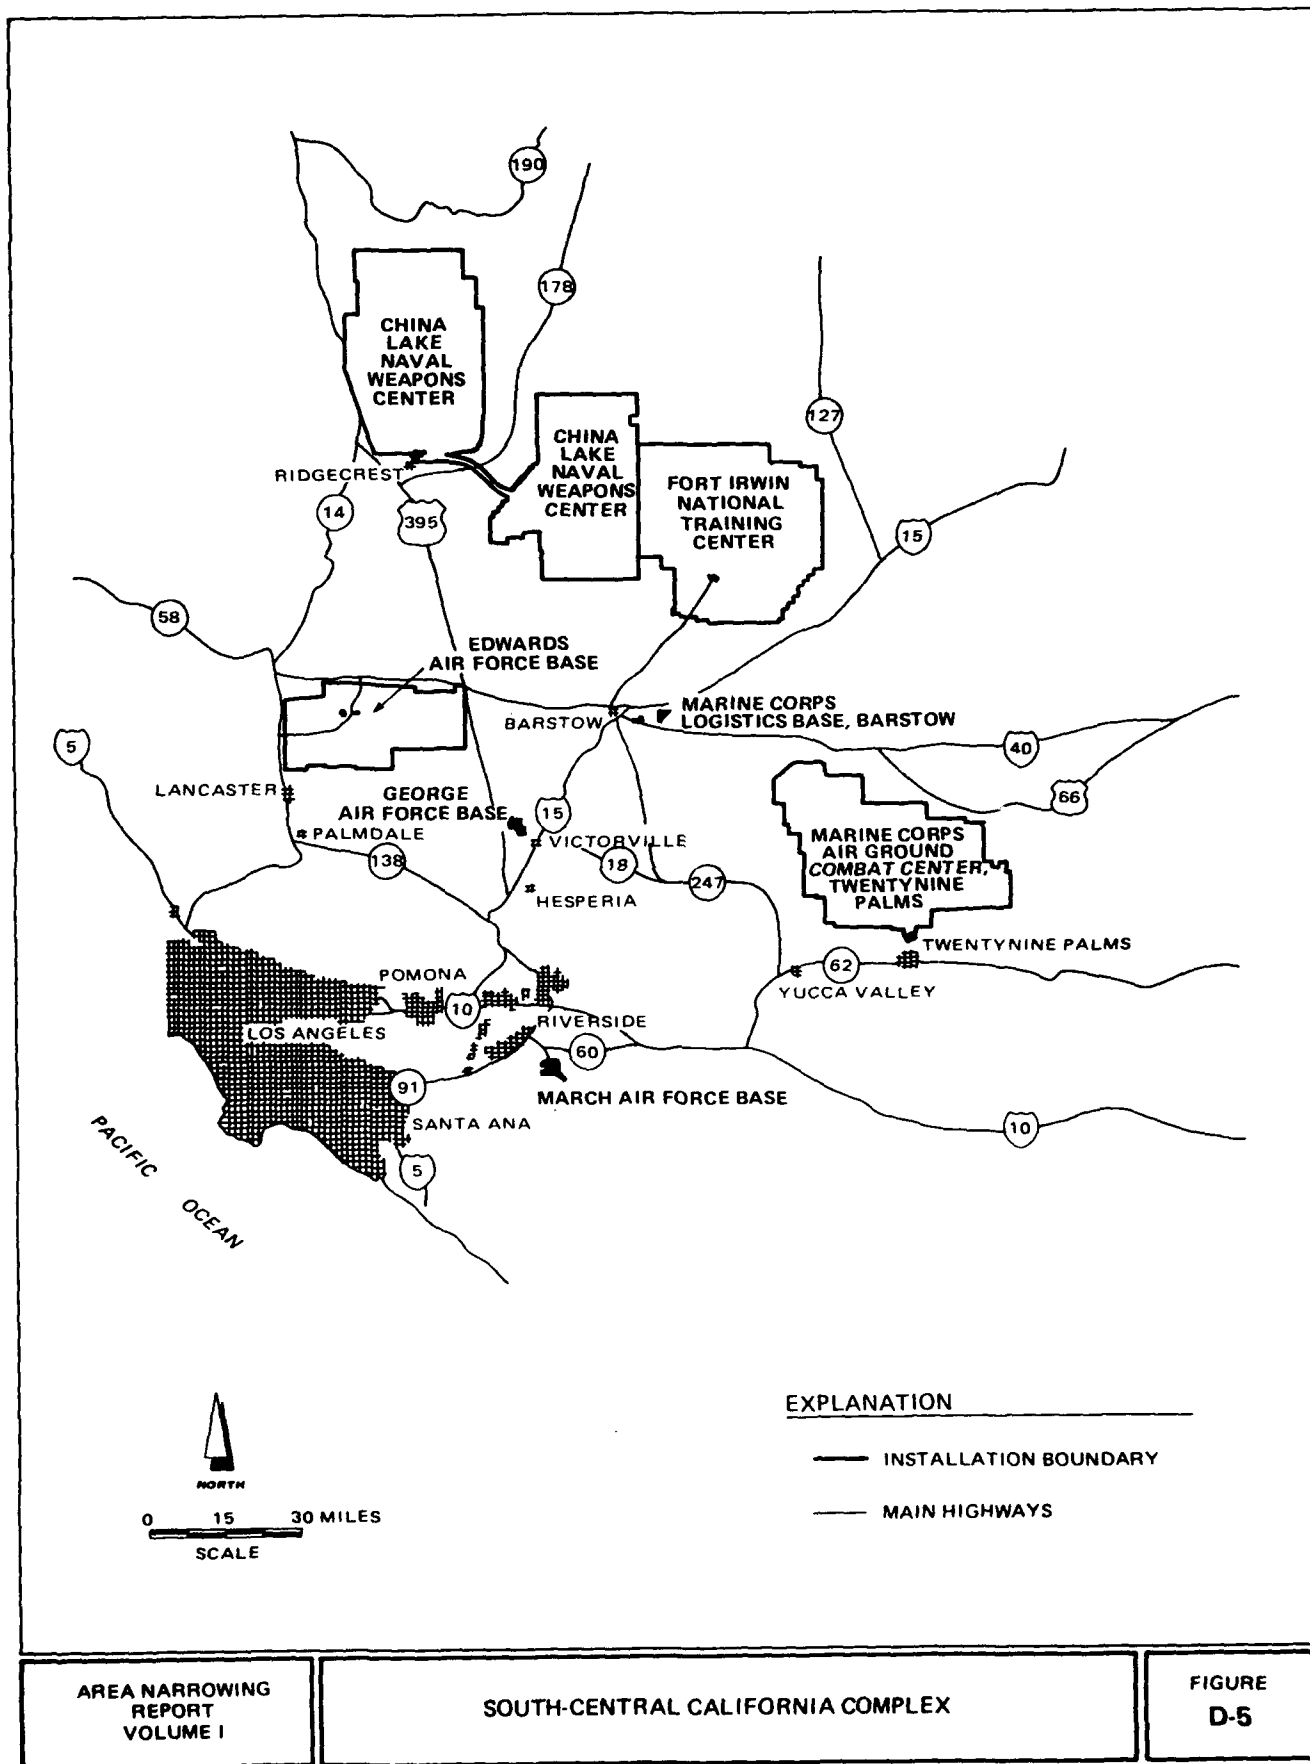 190
178
CHINA
LAKE
NAVAL
WEAPONS
CENTER
127
CHINA
LAKE
NAVAL
WEAPONS
CENTER
RIDGECREST
FORT IRWIN
NATIONAL
TRAINING
CENTER
14
395
15
58
EDWARDS
AIR FORCE BASE
MARINE CORPS
LOGISTICS BASE, BARSTOW
BARSTOW
5
40
LANCASTER
GEORGE
AIR FORCE BASE
15
66
PALMDALE
VICTORVILLE
MARINE CORPS
AIR GROUND
COMBAT CENTER,
TWENTYNINE
PALMS
138
18
247
HESPERIA
TWENTYNINE PALMS
POMONA
62
YUCCA VALLEY
10
LOS ANGELES
RIVERSIDE
60
91
MARCH AIR FORCE BASE
SANTA ANA
10
5
PACIFIC OCEAN
EXPLANATION
INSTALLATION BOUNDARY
MAIN HIGHWAYS
NORTH
0 15 30 MILES
SCALE
AREA NARROWING
REPORT
VOLUME I
SOUTH-CENTRAL CALIFORNIA COMPLEX
FIGURE
D-5